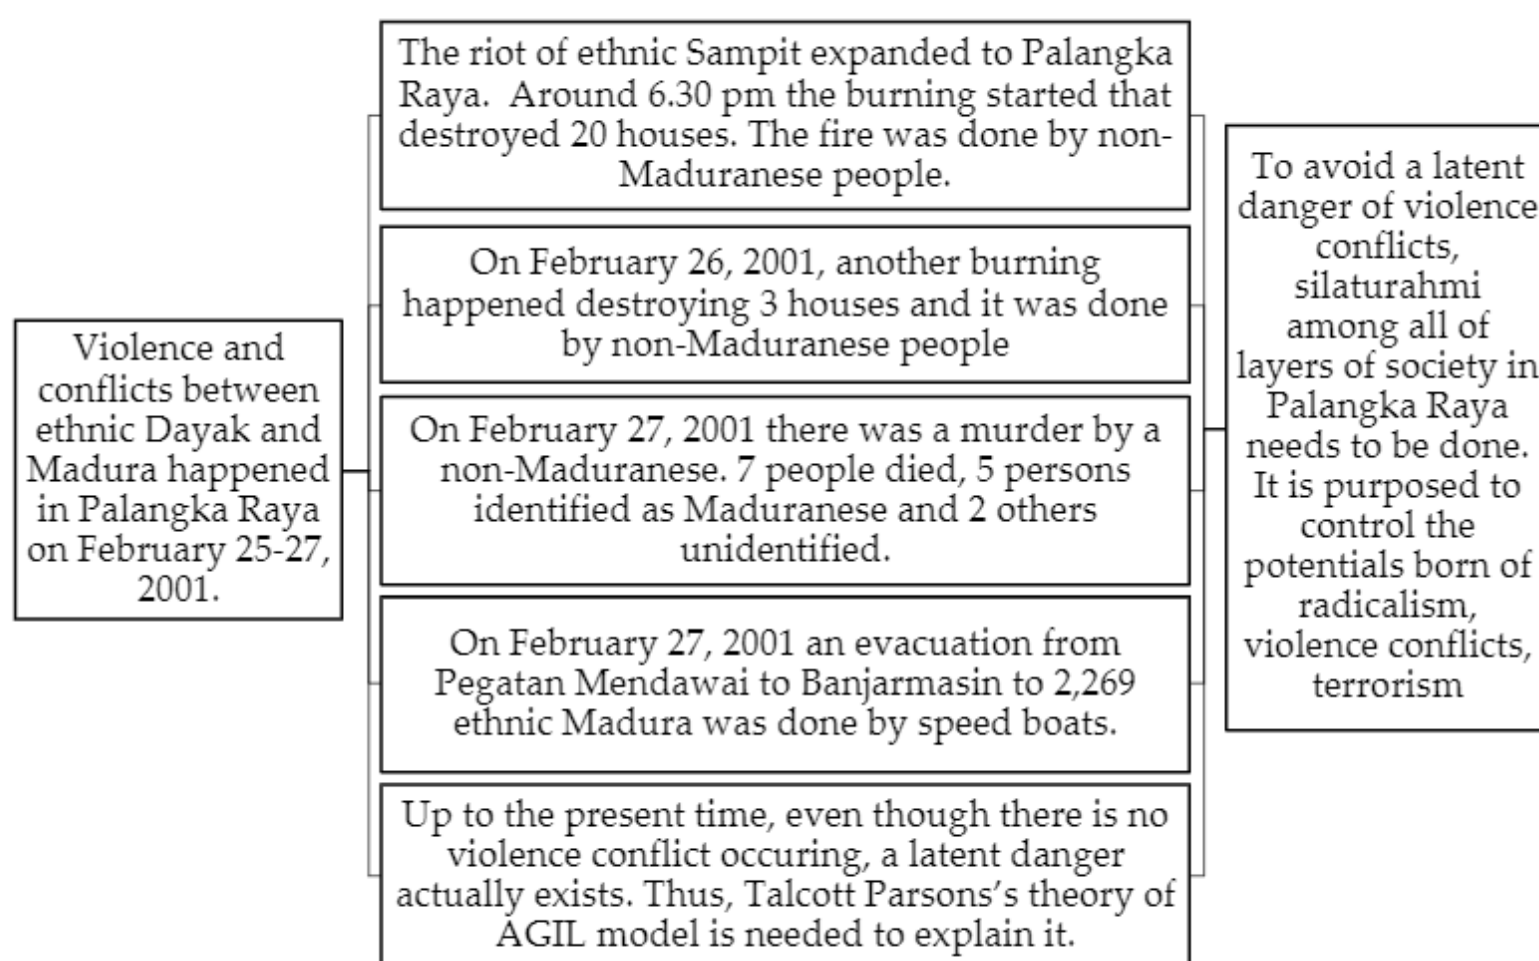 Violence and
conflicts between
ethnic Dayak and
Madura happened
in Palangka Raya
on February 25-27,
2001.
The riot of ethnic Sampit expanded to Palangka
Raya.  Around 6.30 pm the burning started that
destroyed 20 houses. The fire was done by non-
Maduranese people.
On February 26, 2001, another burning
happened destroying 3 houses and it was done
by non-Maduranese people
On February 27, 2001 there was a murder by a
non-Maduranese. 7 people died, 5 persons
identified as Maduranese and 2 others
unidentified.
On February 27, 2001 an evacuation from
Pegatan Mendawai to Banjarmasin to 2,269
ethnic Madura was done by speed boats.
Up to the present time, even though there is no
violence conflict occuring, a latent danger
actually exists. Thus, Talcott Parsons’s theory of
AGIL model is needed to explain it.
To avoid a latent
danger of violence
conflicts,
silaturahmi
among all of
layers of society in
Palangka Raya
needs to be done.
It is purposed to
control the
potentials born of
radicalism,
violence conflicts,
terrorism